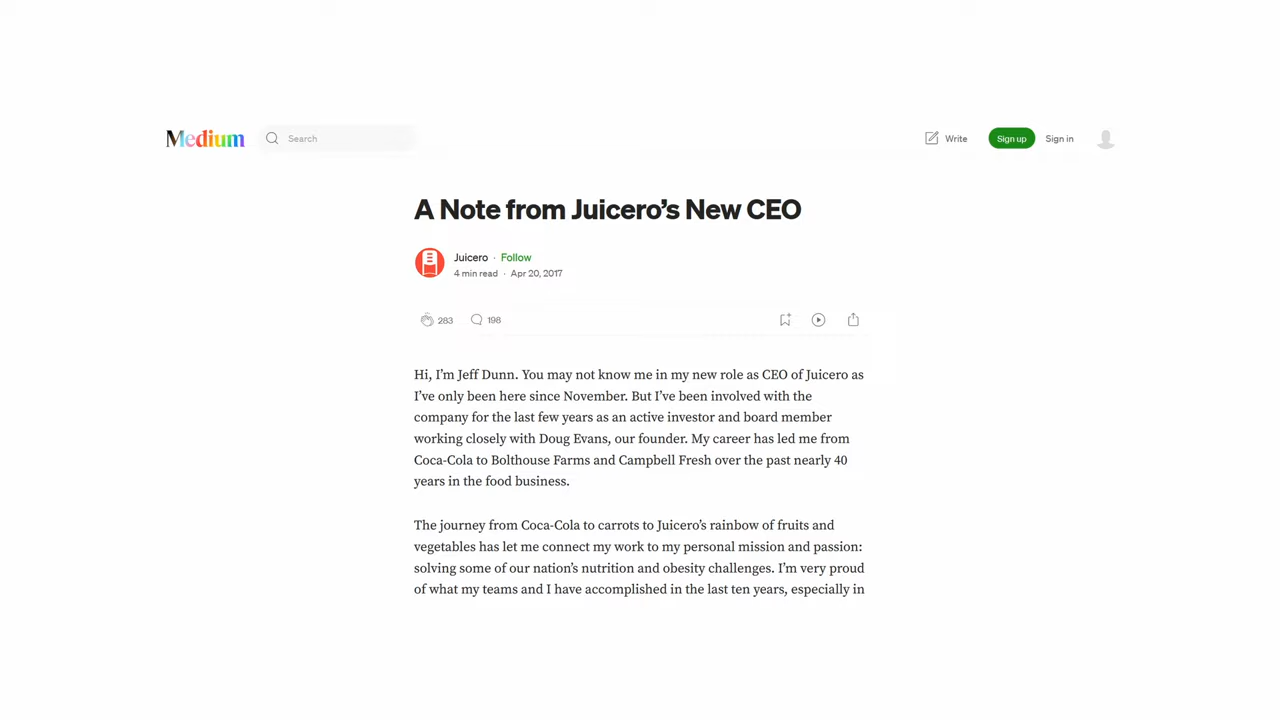 Medium
Search
Write
Sign up
Sign in
A Note from Juicero’s New CEO
Juicero · Follow
4 min read · Apr 20, 2017
283
198
Hi, I’m Jeff Dunn. You may not know me in my new role as CEO of Juicero as
I’ve only been here since November. But I’ve been involved with the
company for the last few years as an active investor and board member
working closely with Doug Evans, our founder. My career has led me from
Coca-Cola to Bolthouse Farms and Campbell Fresh over the past nearly 40
years in the food business.
The journey from Coca-Cola to carrots to Juicero’s rainbow of fruits and
vegetables has let me connect my work to my personal mission and passion:
solving some of our nation’s nutrition and obesity challenges. I’m very proud
of what my teams and I have accomplished in the last ten years, especially in